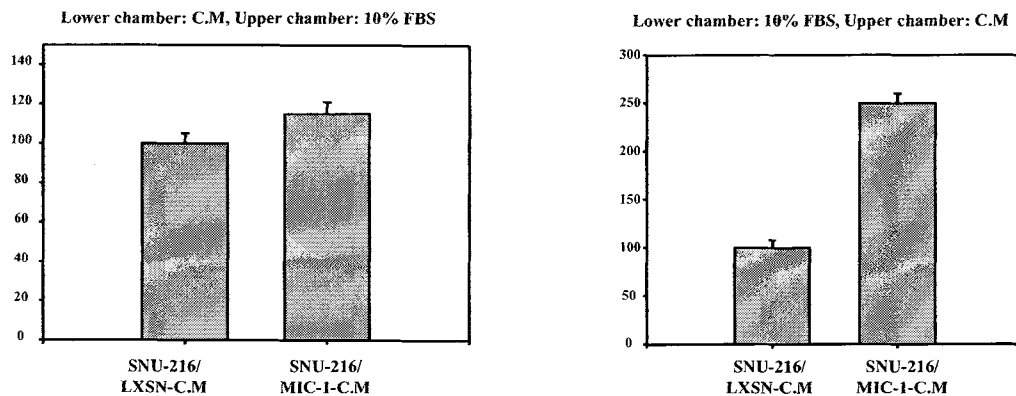 Lower chamber: C.M, Upper chamber: 10% FBS
140
120
100
80
60
40
20
0
SNU-216/
LXSN-C.M
SNU-216/
MIC-1-C.M
Lower chamber: 10% FBS, Upper chamber: C.M
300
250
200
150
100
50
0
SNU-216/
LXSN-C.M
SNU-216/
MIC-1-C.M